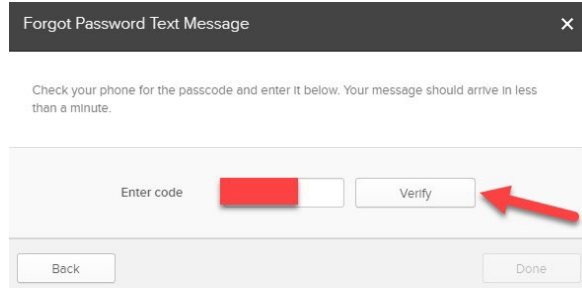 Forgot Password Text Message
Check your phone for the passcode and enter it below. Your message should arrive in less
than a minute.
Enter code
Verify
Back
Done